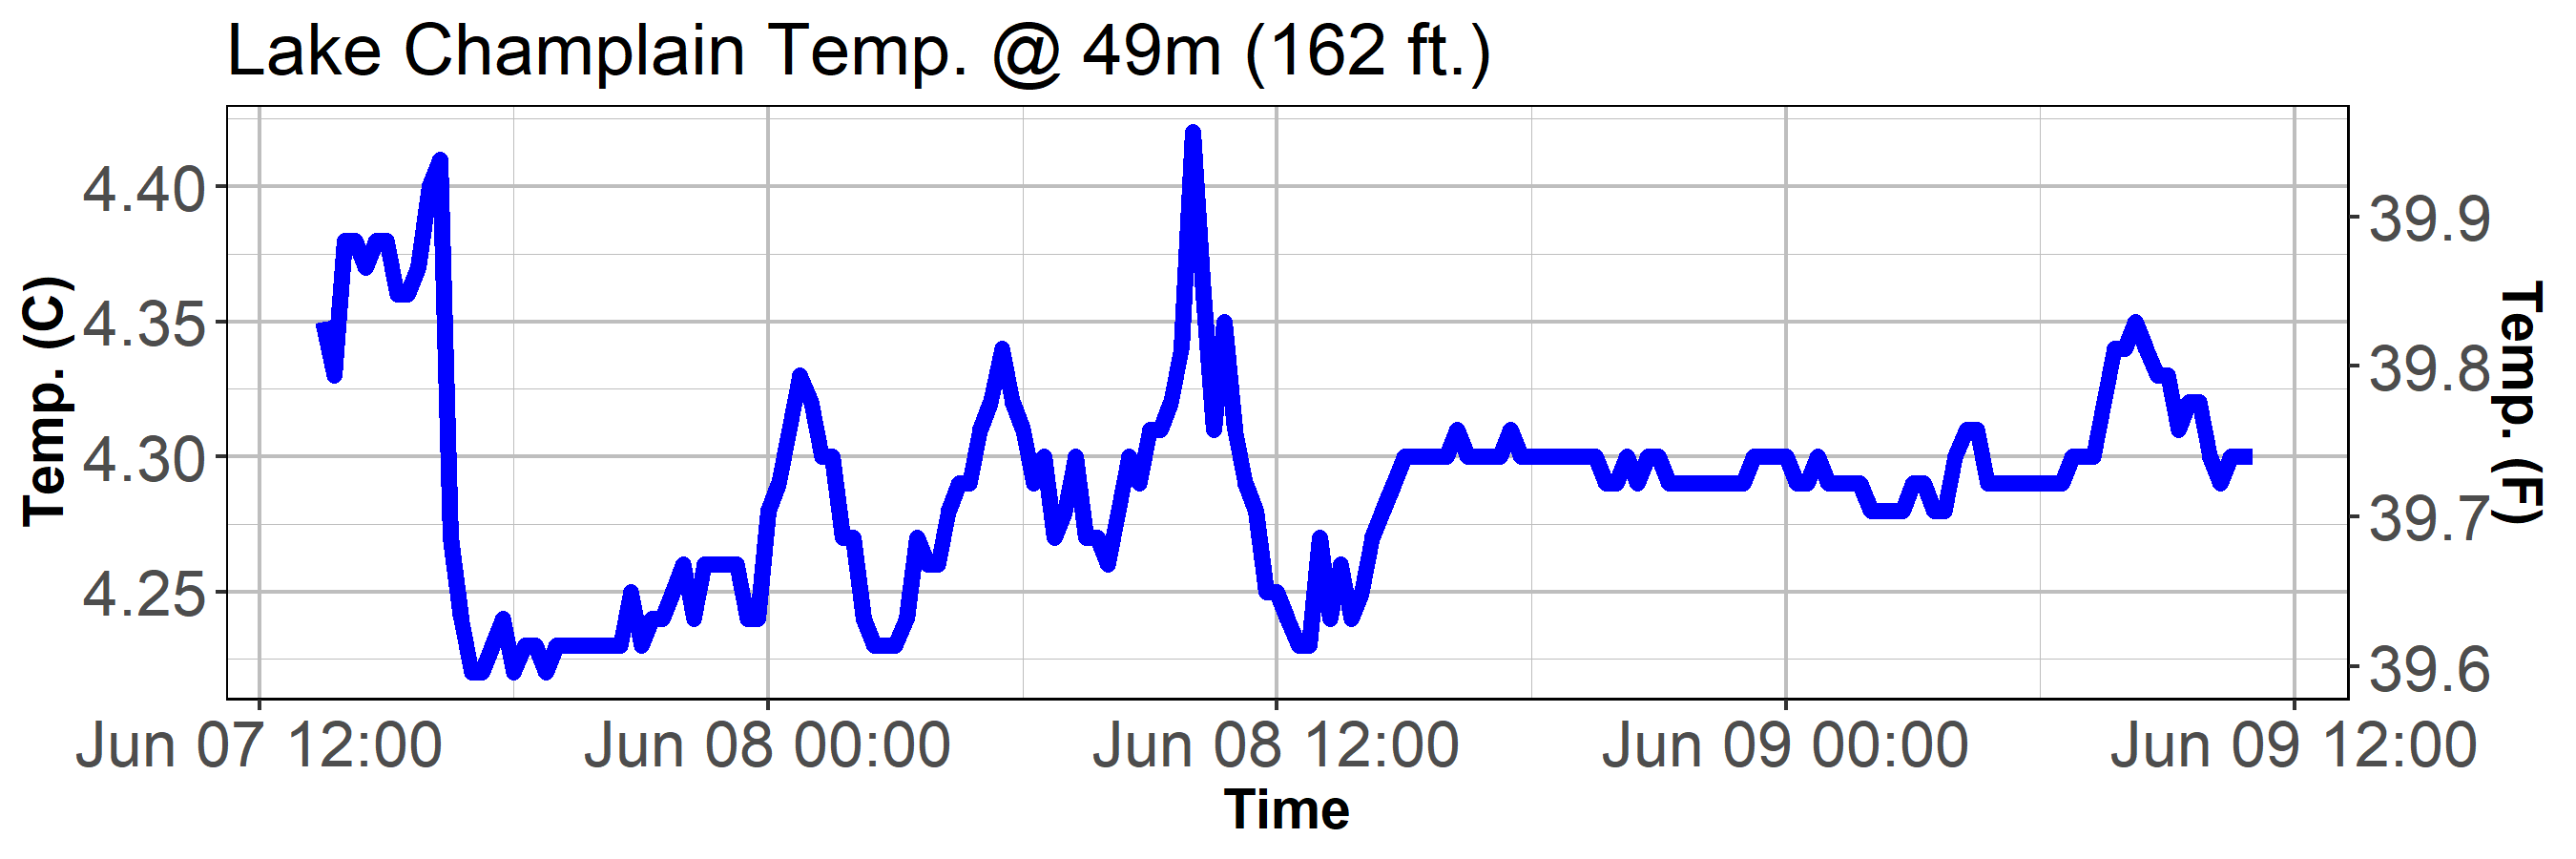 Lake Champlain Temp. @ 49m (162 ft.)
Temp. (C)
4.40
4.35
4.30
4.25
39.9
39.8
39.7
39.6
Temp. (F)
Jun 07 12:00 Jun 08 00:00 Jun 08 12:00 Jun 09 00:00 Jun 09 12:00
Time